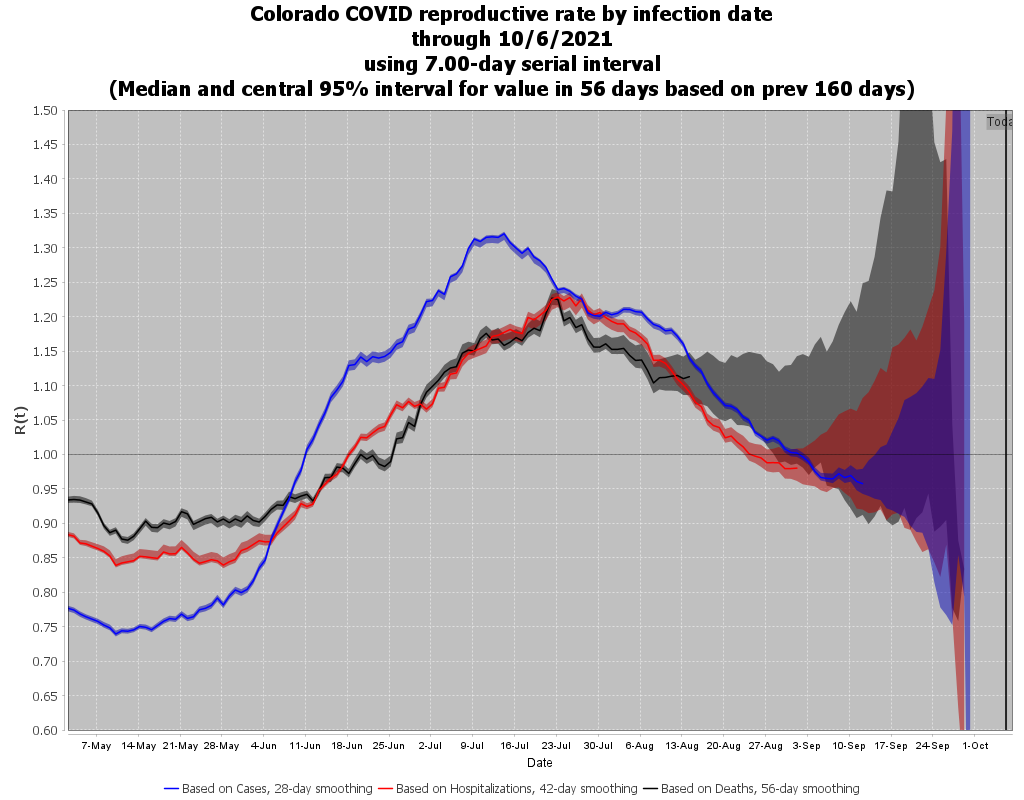 Colorado COVID reproductive rate by infection date
through 10/6/2021
using 7.00-day serial interval
(Median and central 95% interval for value in 56 days based on prev 160 days)
1.50
1.45
1.40
1.35
1.30
1.25
1.20
1.15
1.10
1.05
1.00
0.95
0.90
0.85
0.80
0.75
0.70
0.65
0.60
R(t)
Toda
7-May 14-May 21-May 28-May 4-Jun 11-Jun 18-Jun 25-Jun 2-Jul 9-Jul 16-Jul 23-Jul 30-Jul 6-Aug 13-Aug 20-Aug 27-Aug 3-Sep 10-Sep 17-Sep 24-Sep 1-Oct
Date
Based on Cases, 28-day smoothing Based on Hospitalizations, 42-day smoothing Based on Deaths, 56-day smoothing